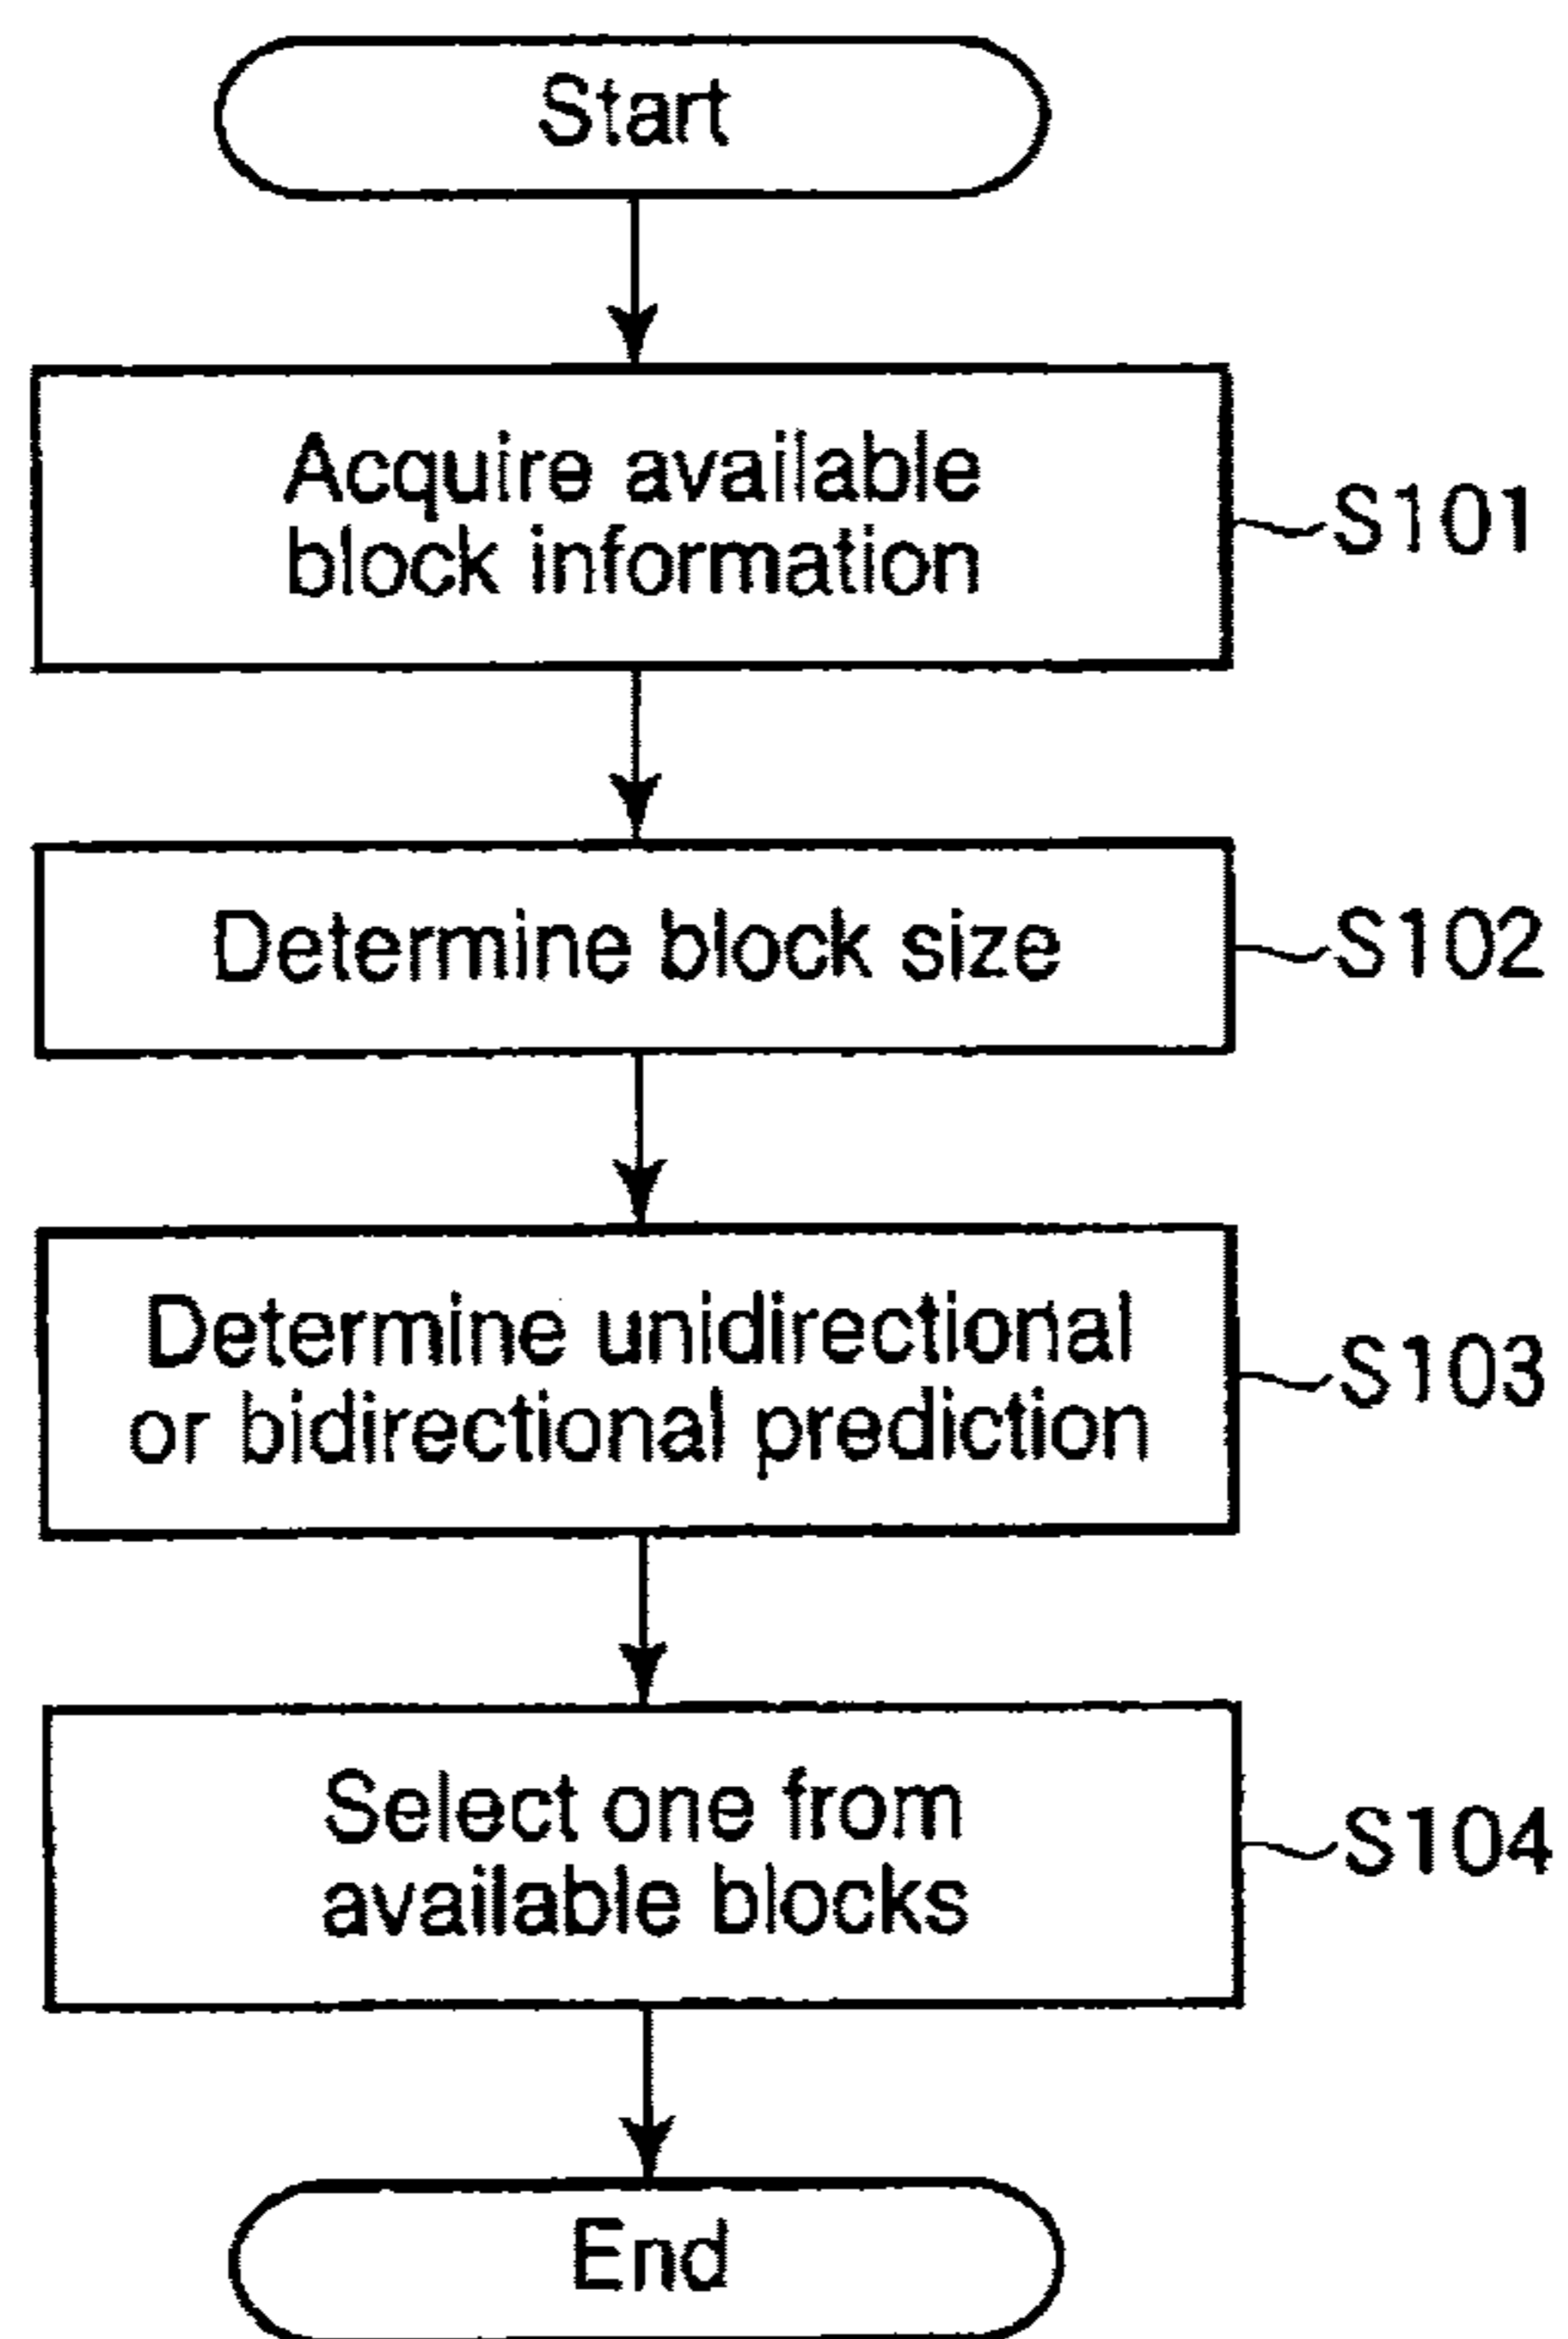 Start
Acquire available
block information
S101
Determine block size
S102
Determine unidirectional
or bidirectional prediction
S103
Select one from
available blocks
S104
End